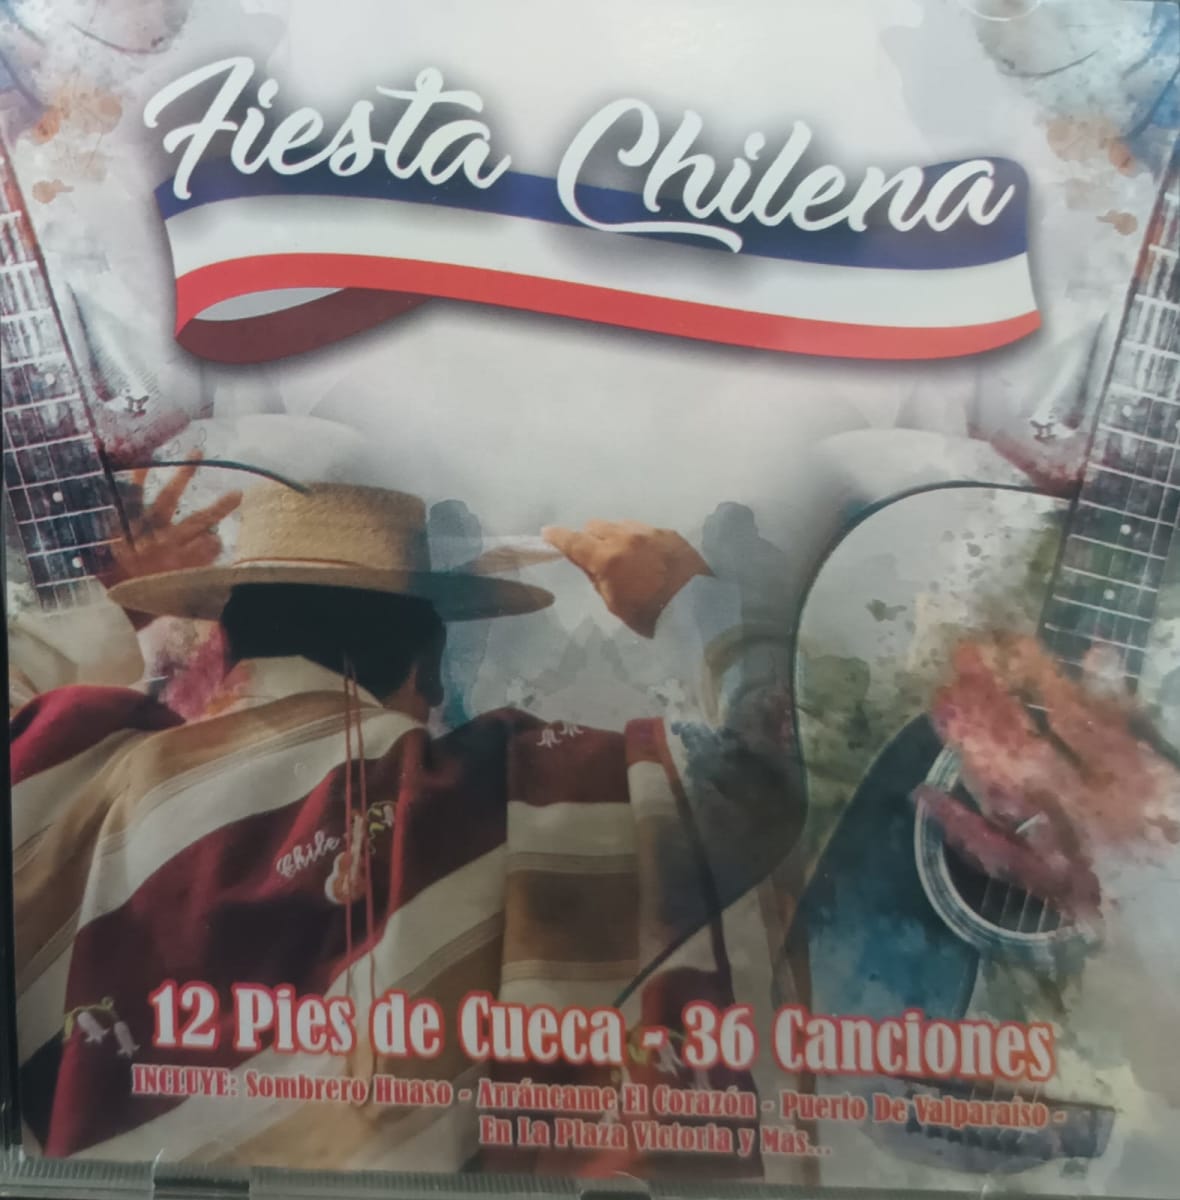 Fiesta Chilena
Chile
12 Pies de Cueca - 36 Canciones
INCLUYE: Sombrero Huaso - Arráncame El Corazón - Puerto De Valparaíso -
En La Plaza Victoria y Más...